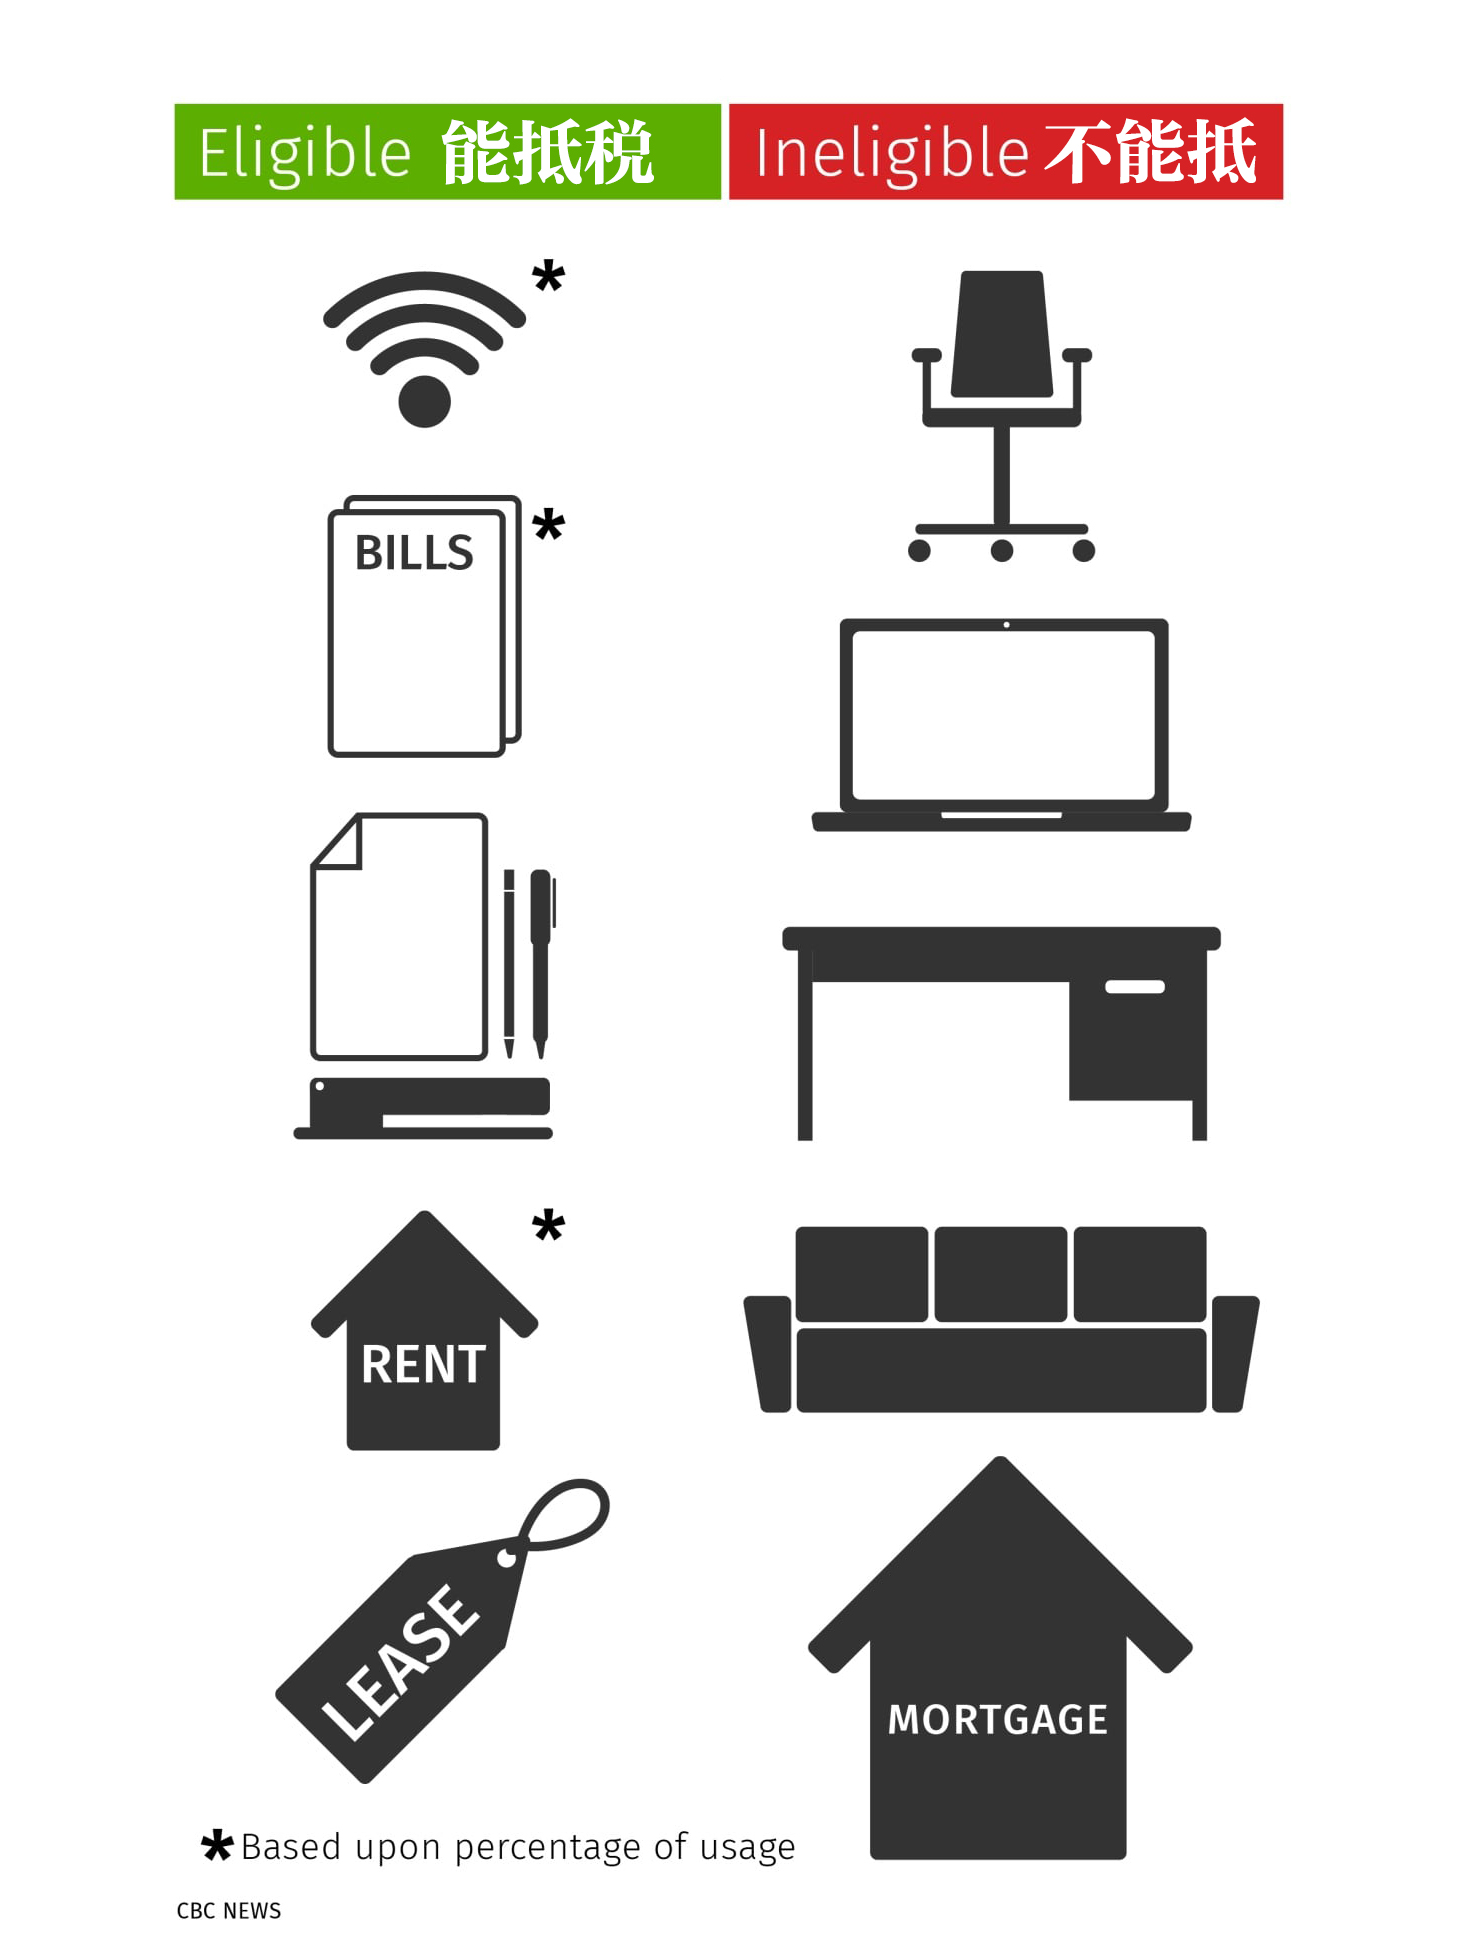 Eligible 能抵税
Ineligible 不能抵
*
BILLS
*
RENT
*
LEASE
MORTGAGE
*Based upon percentage of usage
CBC NEWS